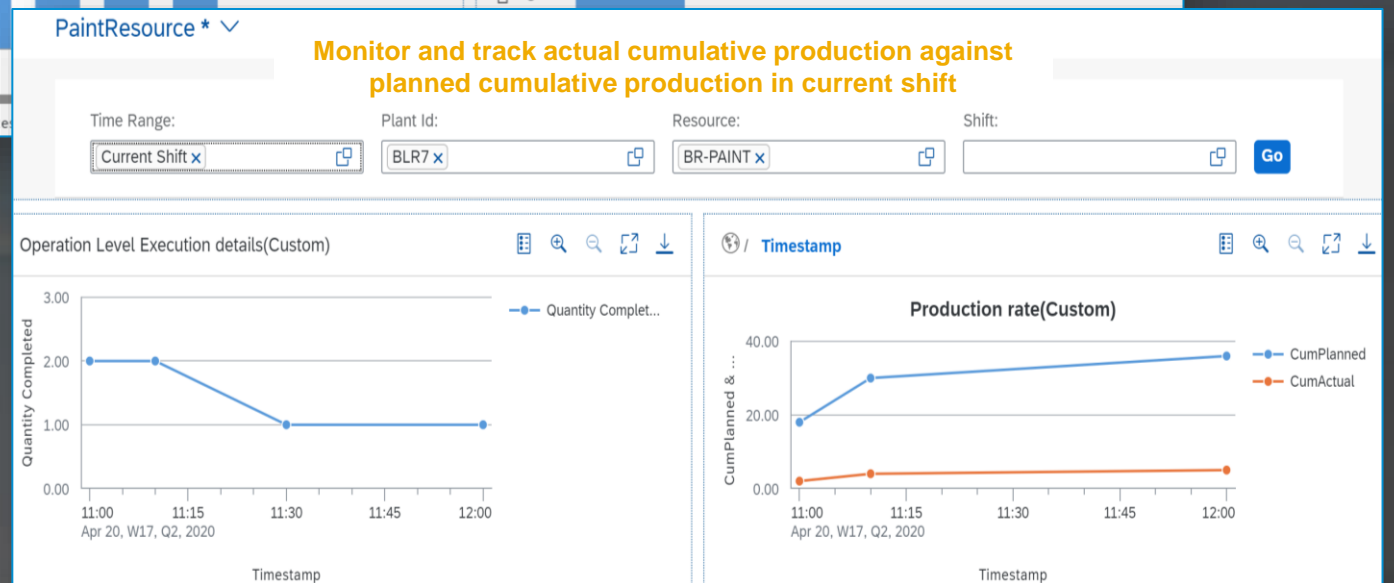 PaintResource *
Monitor and track actual cumulative production against
planned cumulative production in current shift
Time Range:
Plant Id:
Resource:
Shift:
Current Shift x
BLR7 x
BR-PAINT x
Go
Operation Level Execution details(Custom)
3.00
2.00
1.00
0.00
Quantity Completed
Quantity Complet...
11:00
11:15
11:30
11:45
12:00
Apr 20, W17, Q2, 2020
Timestamp
/ Timestamp
Production rate(Custom)
40.00
20.00
0.00
CumPlanned & ...
CumPlanned
CumActual
11:00
11:15
11:30
11:45
12:00
Apr 20, W17, Q2, 2020
Timestamp